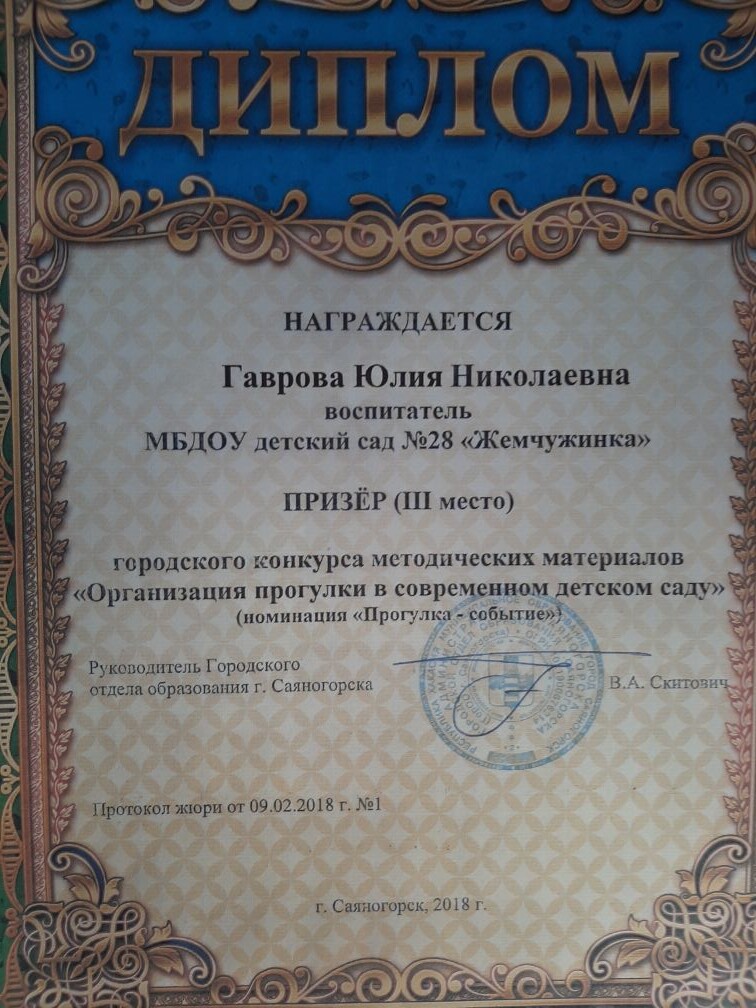 ДИПЛОМ
НАГРАЖДАЕТСЯ
Гаврова Юлия Николаевна
воспитатель
МБДОУ детский сад №28 «Жемчужинка»
ПРИЗЁР (III место)
городского конкурса методических материалов
«Организация прогулки в современном детском саду»
(номинация «Прогулка - событие»)
Руководитель Городского
отдела образования г. Саяногорска
В.А. Скитович
Протокол жюри от 09.02.2018 г. №1
г. Саяногорск, 2018 г.